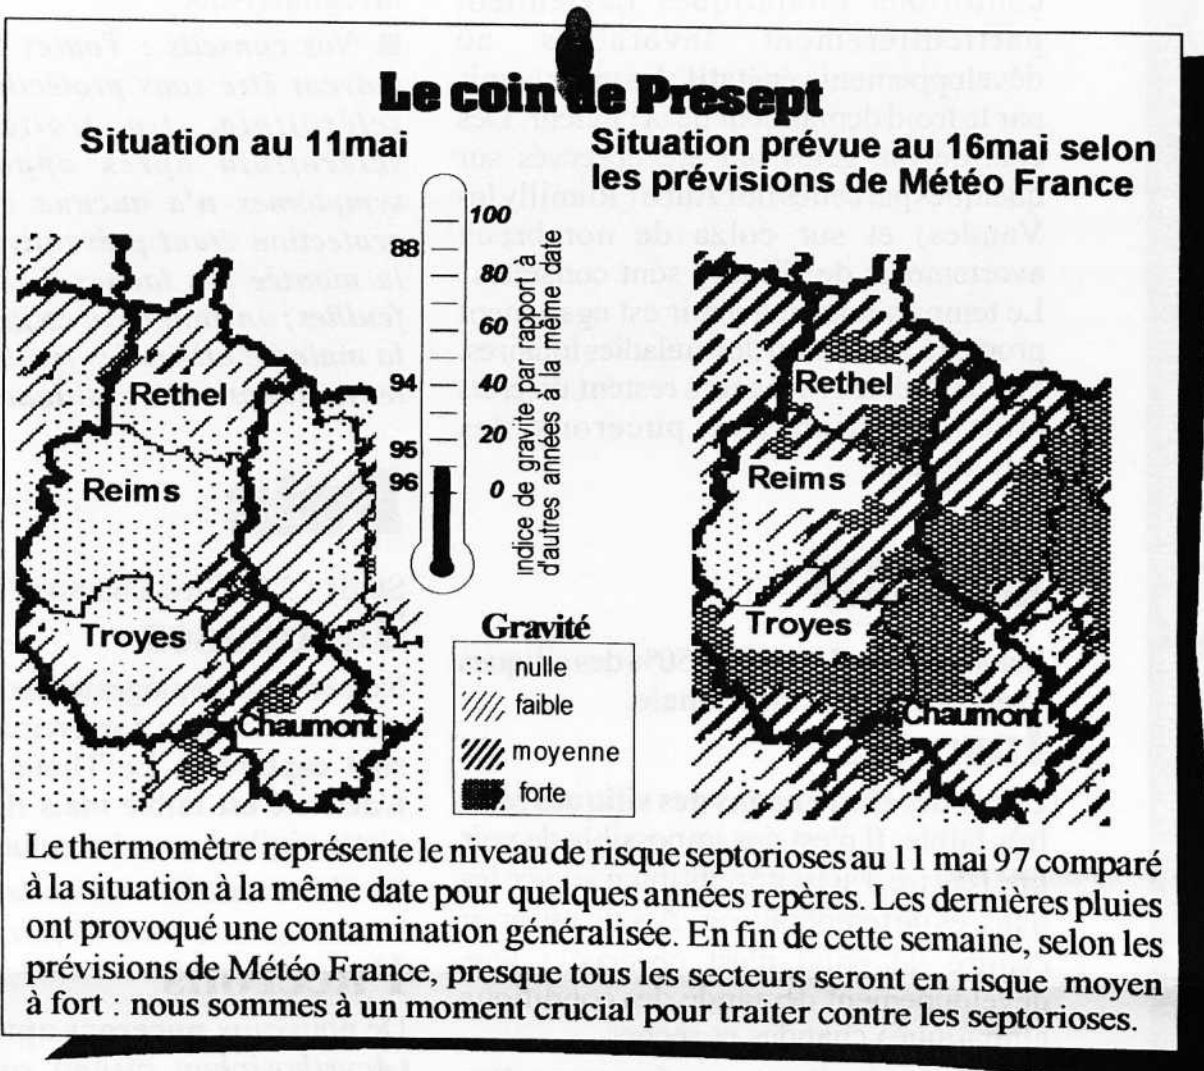 Le coin de Presept
Situation au 11mai
Situation prévue au 16mai selon
les prévisions de Météo France
Rethel
Reims
Troyes
Chaumont
100
88
80
60
94
40
20
95
96
0
indice de gravité par rapport à
d'autres années à la même date
Gravité
nulle
faible
moyenne
forte
Rethel
Reims
Troyes
Chaumont
Le thermomètre représente le niveau de risque septorioses au 11 mai 97 comparé
à la situation à la même date pour quelques années repères. Les dernières pluies
ont provoqué une contamination généralisée. En fin de cette semaine, selon les
prévisions de Météo France, presque tous les secteurs seront en risque moyen
à fort : nous sommes à un moment crucial pour traiter contre les septorioses.